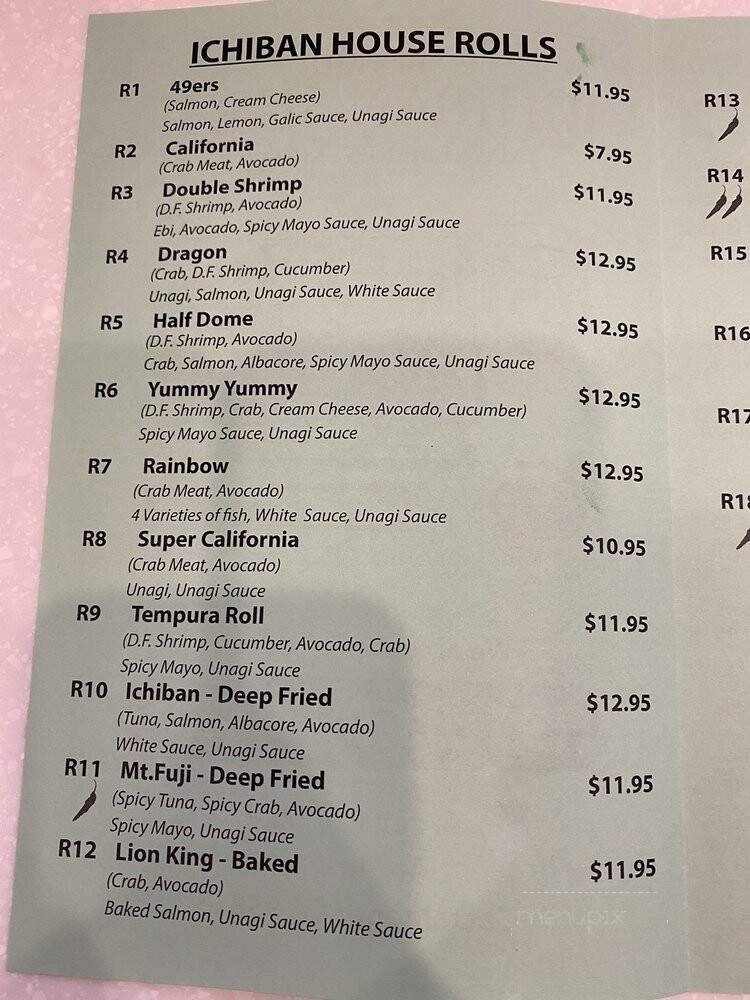 ICHIBAN HOUSE ROLLS
R1 49ers $11.95
(Salmon, Cream Cheese)
Salmon, Lemon, Galic Sauce, Unagi Sauce
R2 California $7.95
(Crab Meat, Avocado)
R3 Double Shrimp $11.95
(D.F. Shrimp, Avocado)
Ebi, Avocado, Spicy Mayo Sauce, Unagi Sauce
R4 Dragon $12.95
(Crab, D.F. Shrimp, Cucumber)
Unagi, Salmon, Unagi Sauce, White Sauce
R5 Half Dome $12.95
(D.F. Shrimp, Avocado)
Crab, Salmon, Albacore, Spicy Mayo Sauce, Unagi Sauce
R6 Yummy Yummy $12.95
(D.F. Shrimp, Crab, Cream Cheese, Avocado, Cucumber)
Spicy Mayo Sauce, Unagi Sauce
R7 Rainbow $12.95
(Crab Meat, Avocado)
4 Varieties of fish, White Sauce, Unagi Sauce
R8 Super California $10.95
(Crab Meat, Avocado)
Unagi, Unagi Sauce
R9 Tempura Roll $11.95
(D.F. Shrimp, Cucumber, Avocado, Crab)
Spicy Mayo, Unagi Sauce
R10 Ichiban - Deep Fried $12.95
(Tuna, Salmon, Albacore, Avocado)
White Sauce, Unagi Sauce
R11 Mt.Fuji - Deep Fried $11.95
(Spicy Tuna, Spicy Crab, Avocado)
Spicy Mayo, Unagi Sauce
R12 Lion King - Baked $11.95
(Crab, Avocado)
Baked Salmon, Unagi Sauce, White Sauce
R13
R14
R15
R16
R17
R18
menupix